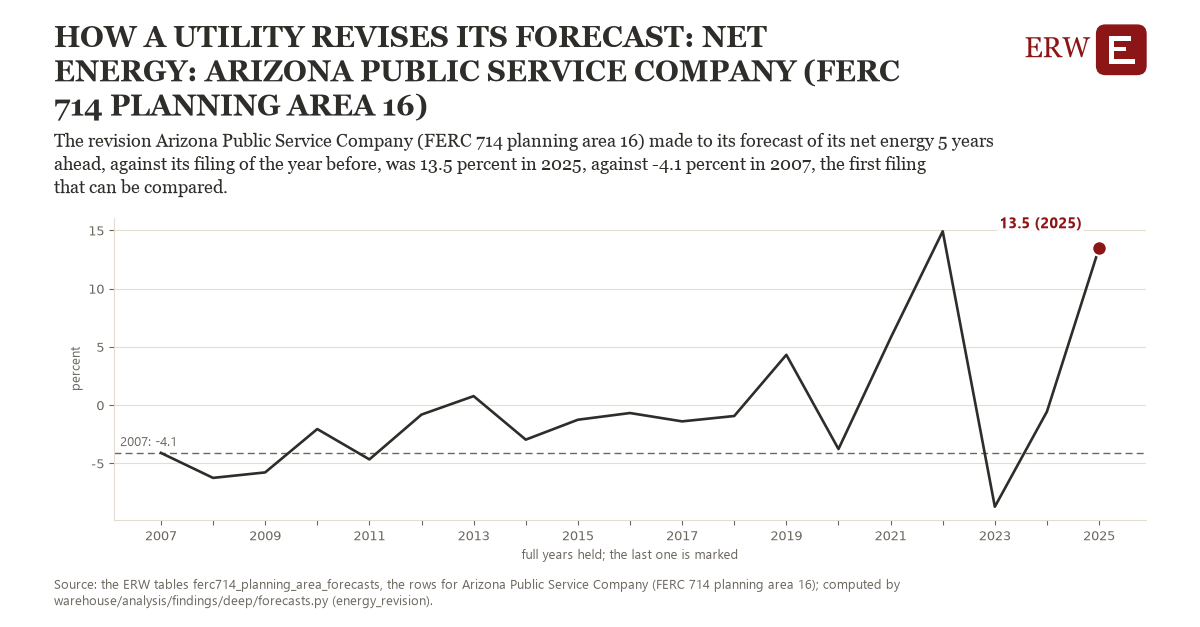 HOW A UTILITY REVISES ITS FORECAST: NET
ENERGY: ARIZONA PUBLIC SERVICE COMPANY (FERC
714 PLANNING AREA 16)
ERW E
The revision Arizona Public Service Company (FERC 714 planning area 16) made to its forecast of its net energy 5 years
ahead, against its filing of the year before, was 13.5 percent in 2025, against -4.1 percent in 2007, the first filing
that can be compared.
13.5 (2025)
15
10
5
0
-5
percent
2007: -4.1
2007 2009 2011 2013 2015 2017 2019 2021 2023 2025
full years held; the last one is marked
Source: the ERW tables ferc714_planning_area_forecasts, the rows for Arizona Public Service Company (FERC 714 planning area 16); computed by
warehouse/analysis/findings/deep/forecasts.py (energy_revision).